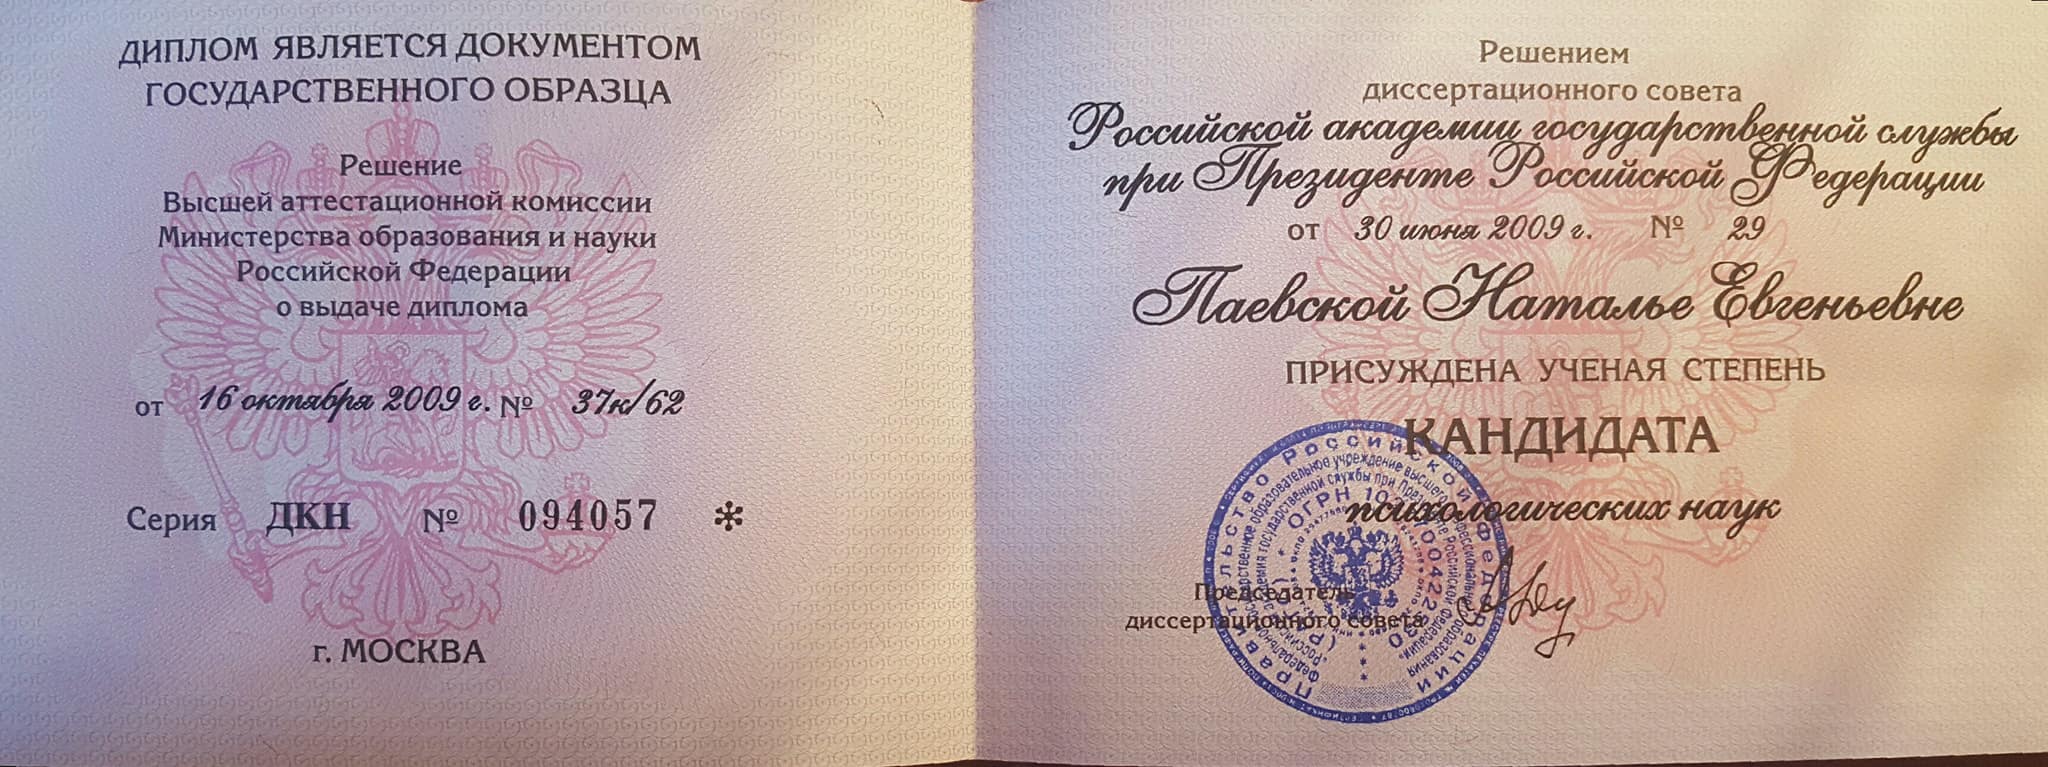 ДИПЛОМ ЯВЛЯЕТСЯ ДОКУМЕНТОМ
ГОСУДАРСТВЕННОГО ОБРАЗЦА
Решение
Высшей аттестационной комиссии
Министерства образования и науки
Российской Федерации
о выдаче диплома
от 16 октября 2009 г. № 37к/62
Серия ДКН № 094057 *
г. МОСКВА
Решением
диссертационного совета
Российской академии государственной службы
при Президенте Российской Федерации
от 30 июня 2009 г. № 29
Паевской Наталье Евгеньевне
ПРИСУЖДЕНА УЧЕНАЯ СТЕПЕНЬ
КАНДИДАТА
психологических наук
Председатель
диссертационного совета
Правительство Российской Федерации